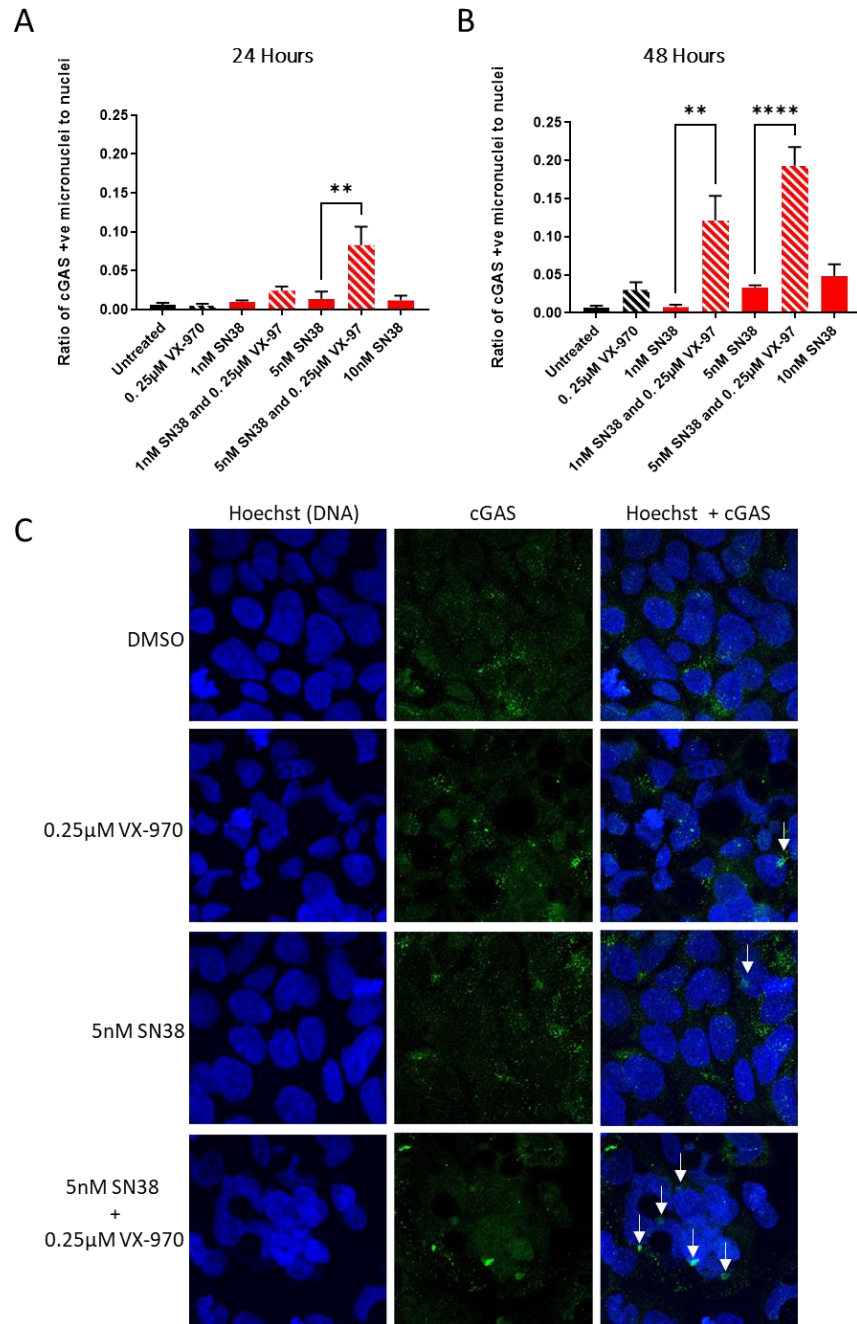 A
24 Hours
Ratio of cGAS +ve micronuclei to nuclei
0.25
0.20
0.15
0.10
0.05
0.00
**
Untreated
0. 25µM VX-970
1nM SN38
1nM SN38 and 0. 25µM VX-97
5nM SN38
5nM SN38 and 0. 25µM VX-97
10nM SN38
B
48 Hours
Ratio of cGAS +ve micronuclei to nuclei
0.25
0.20
0.15
0.10
0.05
0.00
**
****
Untreated
0. 25µM VX-970
1nM SN38
1nM SN38 and 0. 25µM VX-97
5nM SN38
5nM SN38 and 0. 25µM VX-97
10nM SN38
C
Hoechst (DNA)
cGAS
Hoechst + cGAS
DMSO
0.25µM VX-970
5nM SN38
5nM SN38
+
0.25µM VX-970